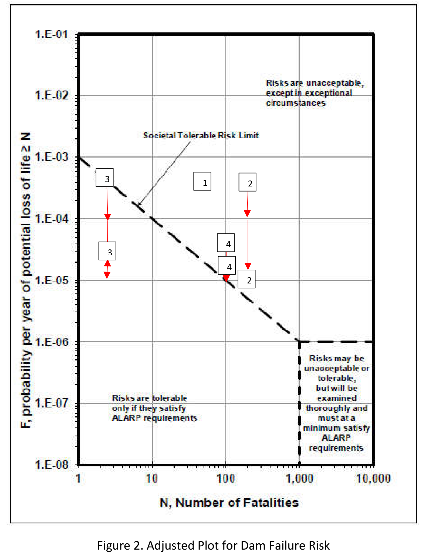 1.E-01
1.E-02
1.E-03
1.E-04
1.E-05
1.E-06
1.E-07
1.E-08
F, probability per year of potential loss of life ≥ N
Risks are unacceptable,
except in exceptional
circumstances
Societal Tolerable Risk Limit
3
1
2
4
3
4
2
Risks are tolerable
only if they satisfy
ALARP requirements
Risks may be
unacceptable or
tolerable,
but will be
examined
thoroughly and
must at a
minimum satisfy
ALARP
requirements
1
10
100
1,000
10,000
N, Number of Fatalities
Figure 2. Adjusted Plot for Dam Failure Risk